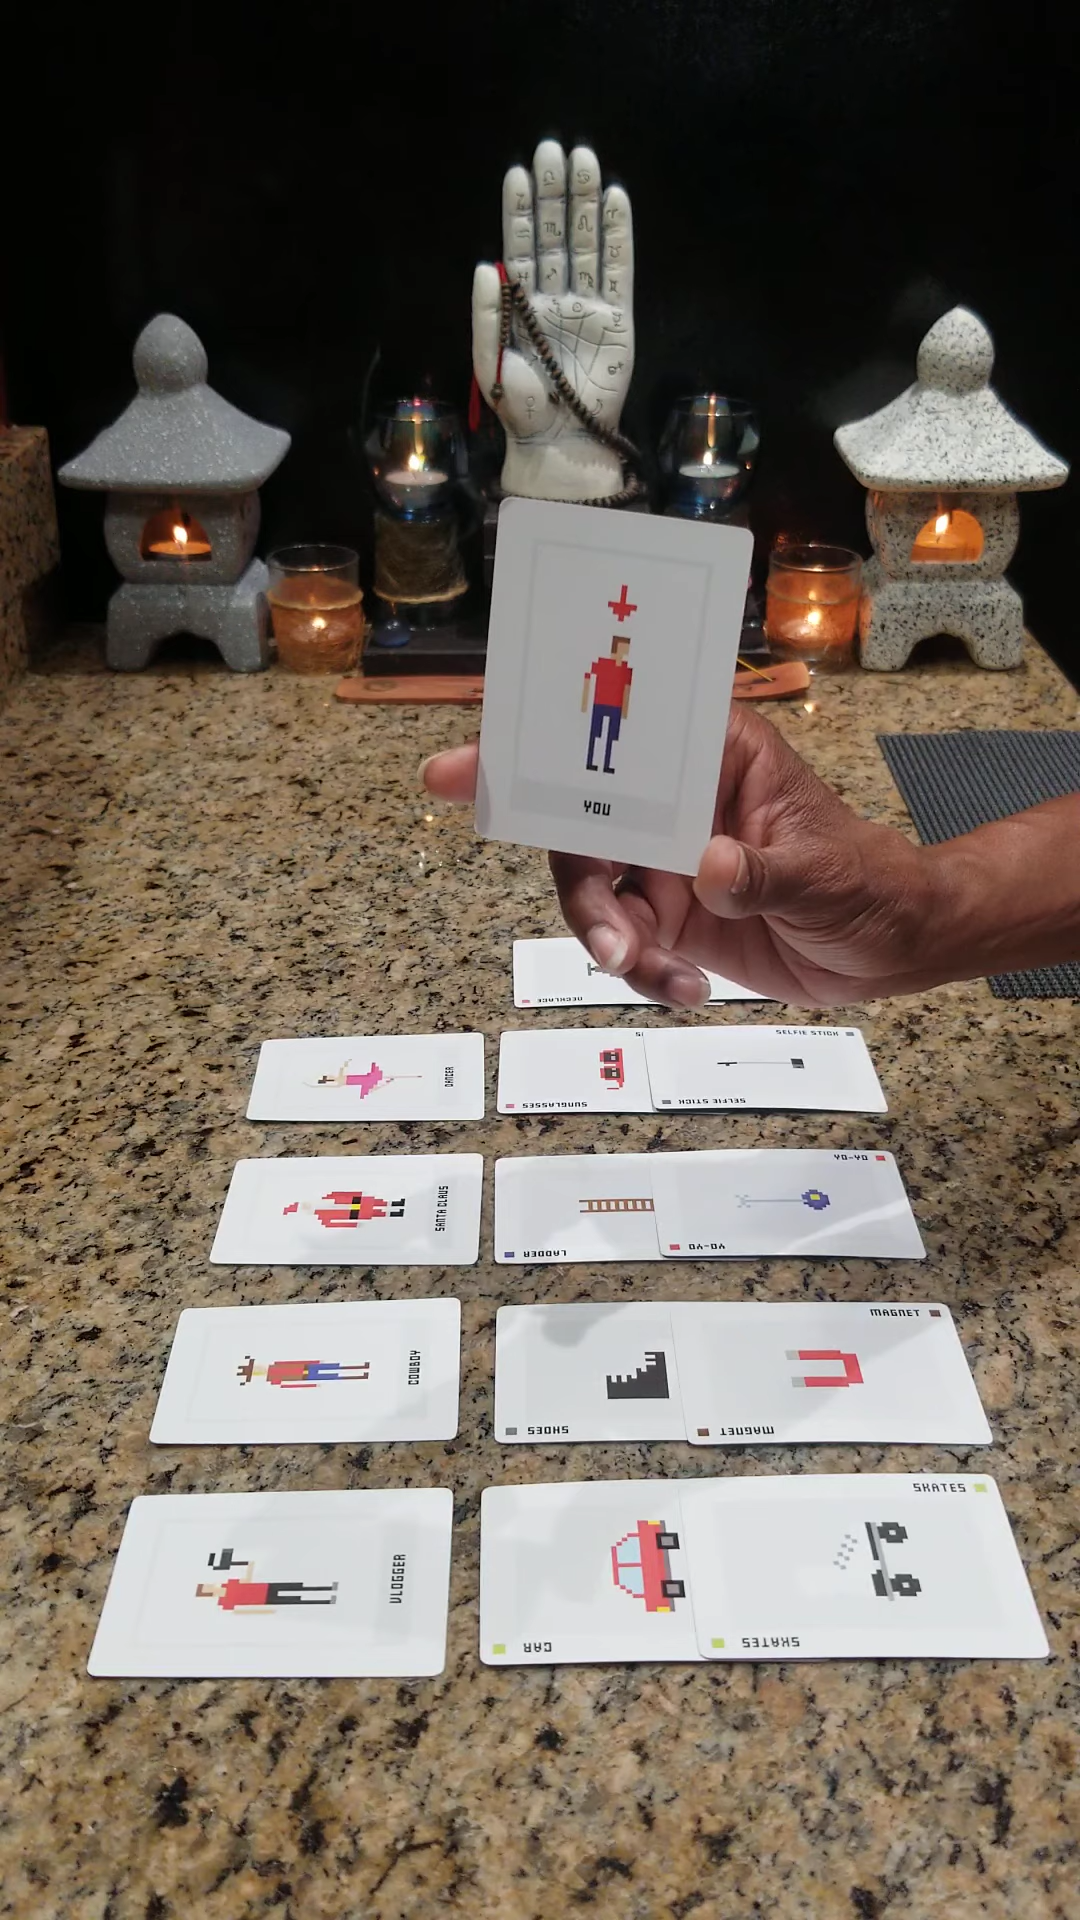 YOU
NECKLACE
DANCER
SUNGLASSES
SELFIE STICK
SELFIE STICK
SANTA CLAUS
LADDER
YO-YO
YO-YO
COWBOY
SHOES
MAGNET
MAGNET
VLOGGER
CAR
SKATES
SKATES